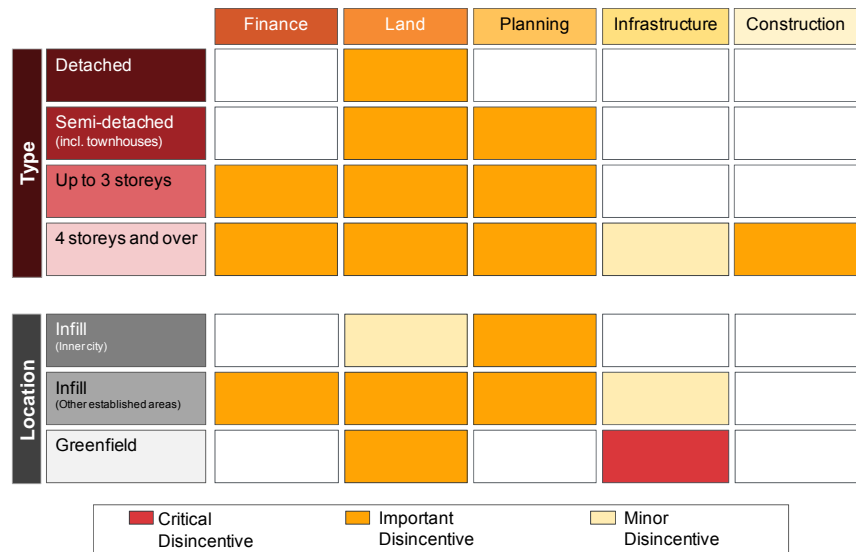 Finance Land Planning Infrastructure Construction
Type
Detached
Semi-detached
(incl. townhouses)
Up to 3 storeys
4 storeys and over
Location
Infill
(Inner city)
Infill
(Other established areas)
Greenfield
Critical
Disincentive
Important
Disincentive
Minor
Disincentive